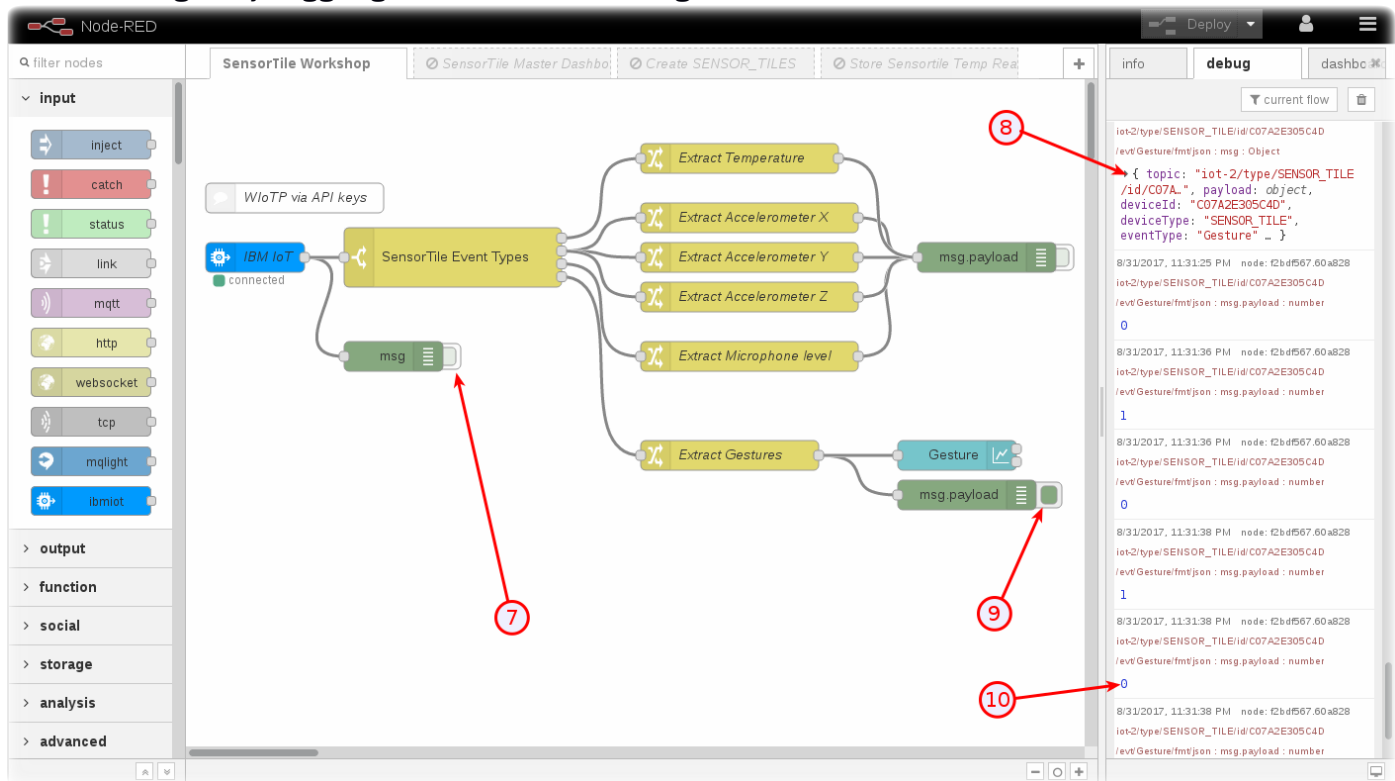 Node-RED
Deploy
filter nodes
SensorTile Workshop
SensorTile Master Dashbo
Create SENSOR_TILES
Store Sensortile Temp Rea
+
info
debug
dashbc
input
current flow
inject
catch
status
link
mqtt
http
websocket
tcp
mqlight
ibmiot
output
function
social
storage
analysis
advanced
WIoTP via API keys
IBM IoT
connected
SensorTile Event Types
msg
Extract Temperature
Extract Accelerometer X
Extract Accelerometer Y
Extract Accelerometer Z
Extract Microphone level
Extract Gestures
msg.payload
Gesture
msg.payload
7
8
9
10
iot-2/type/SENSOR_TILE/id/C07A2E305C4D
/evt/Gesture/fmt/json : msg : Object
{ topic: "iot-2/type/SENSOR_TILE
/id/C07A…", payload: object,
deviceId: "C07A2E305C4D",
deviceType: "SENSOR_TILE",
eventType: "Gesture" … }
8/31/2017, 11:31:25 PM node: f2bdf567.60a828
iot-2/type/SENSOR_TILE/id/C07A2E305C4D
/evt/Gesture/fmt/json : msg.payload : number
0
8/31/2017, 11:31:36 PM node: f2bdf567.60a828
iot-2/type/SENSOR_TILE/id/C07A2E305C4D
/evt/Gesture/fmt/json : msg.payload : number
1
8/31/2017, 11:31:36 PM node: f2bdf567.60a828
iot-2/type/SENSOR_TILE/id/C07A2E305C4D
/evt/Gesture/fmt/json : msg.payload : number
0
8/31/2017, 11:31:38 PM node: f2bdf567.60a828
iot-2/type/SENSOR_TILE/id/C07A2E305C4D
/evt/Gesture/fmt/json : msg.payload : number
1
8/31/2017, 11:31:38 PM node: f2bdf567.60a828
iot-2/type/SENSOR_TILE/id/C07A2E305C4D
/evt/Gesture/fmt/json : msg.payload : number
0
8/31/2017, 11:31:38 PM node: f2bdf567.60a828
iot-2/type/SENSOR_TILE/id/C07A2E305C4D
/evt/Gesture/fmt/json : msg.payload : number